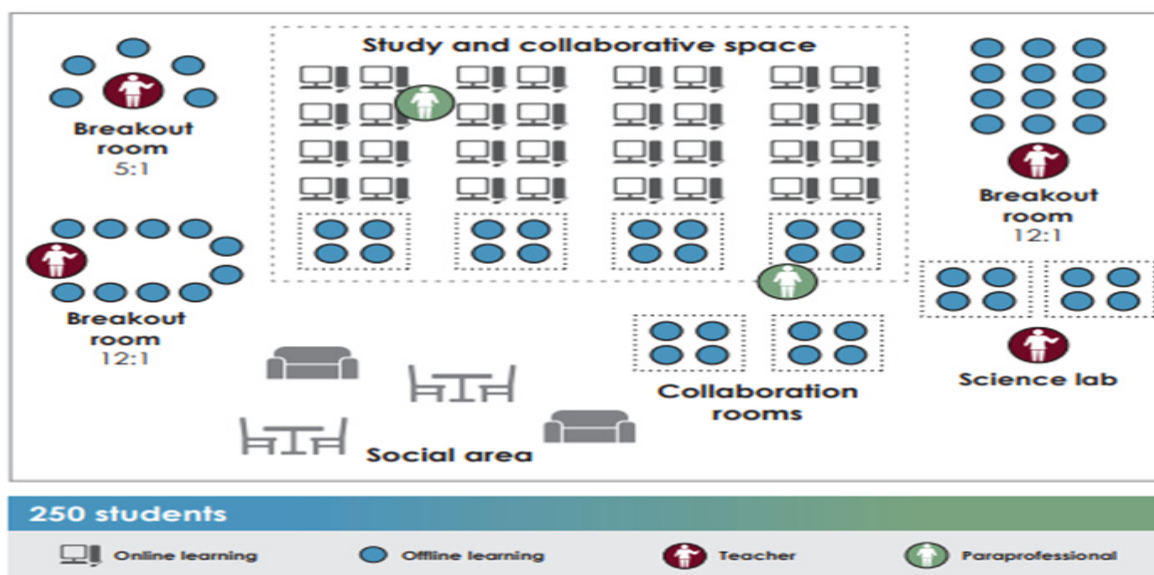 Study and collaborative space
Breakout
room
5:1
Breakout
room
12:1
Breakout
room
12:1
Science lab
Collaboration
rooms
Social area
250 students
Online learning
Offline learning
Teacher
Paraprofessional